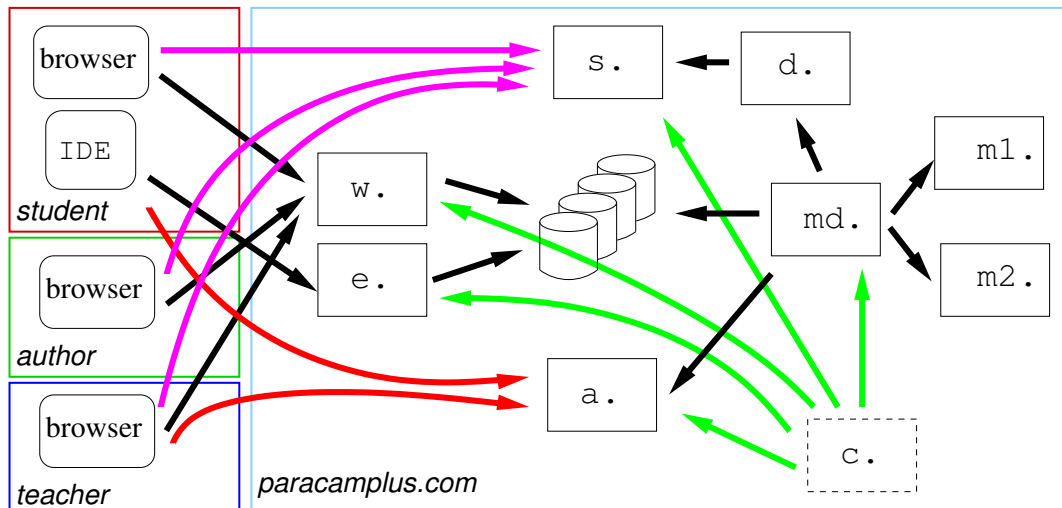 browser
IDE
student
browser
author
browser
teacher
s.
d.
m1.
w.
md.
e.
m2.
a.
c.
paracamplus.com